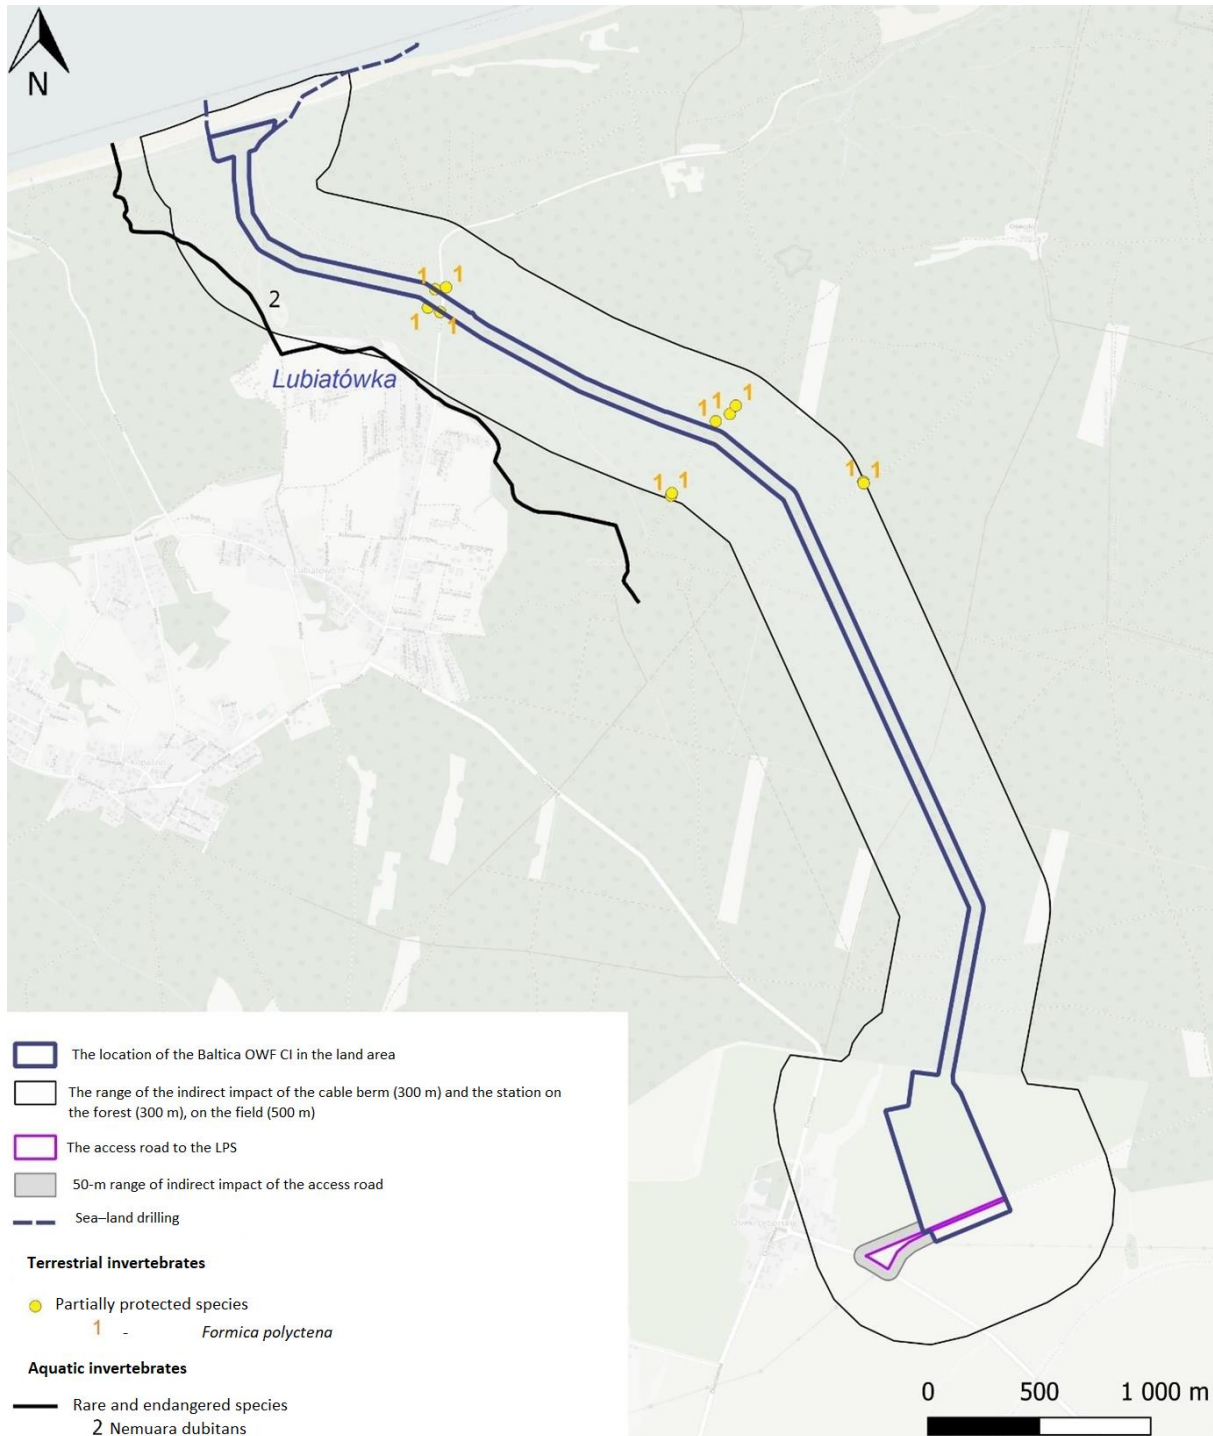 N
1
1
1
1
2
Lubiatówka
1
1
1
1
1
1
1
The location of the Baltica OWF CI in the land area
The range of the indirect impact of the cable berm (300 m) and the station on
the forest (300 m), on the field (500 m)
The access road to the LPS
50-m range of indirect impact of the access road
Sea–land drilling
Terrestrial invertebrates
Partially protected species
1 - Formica polyctena
Aquatic invertebrates
Rare and endangered species
2 Nemuara dubitans
0 500 1 000 m